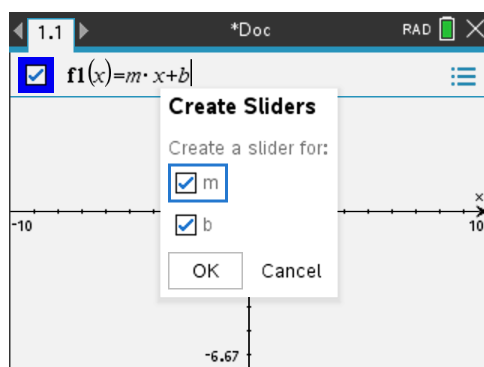 1.1 *Doc RAD
f1(x)=m· x+b
Create Sliders
Create a slider for:
m
b
OK Cancel
x
-10 10
-6.67